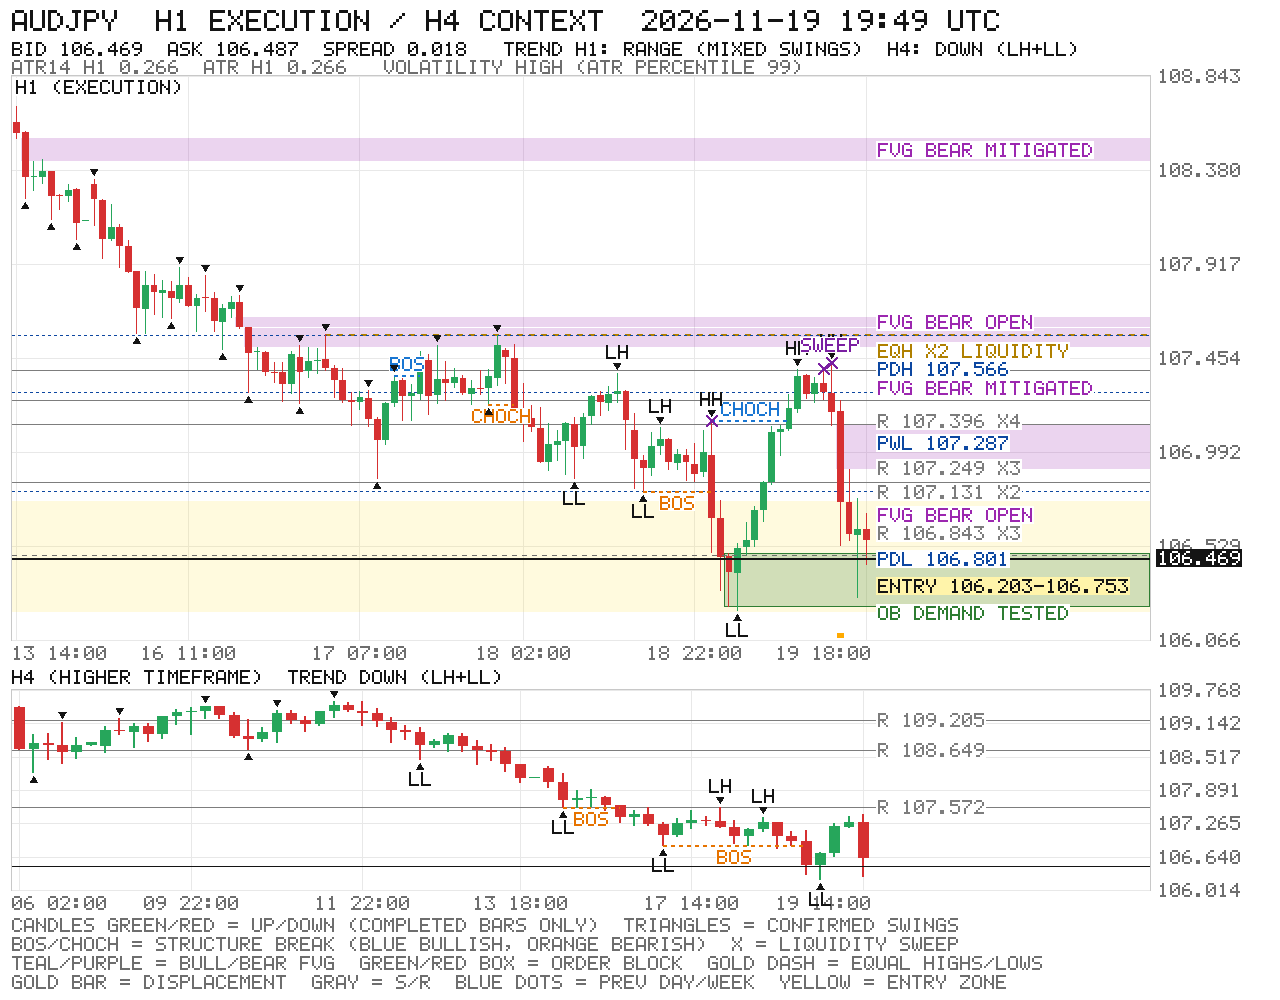 AUDJPY  H1 EXECUTION / H4 CONTEXT  2026-11-19 19:49 UTC
BID 106.469  ASK 106.487  SPREAD 0.018   TREND H1: RANGE (MIXED SWINGS)  H4: DOWN (LH+LL)
ATR14 H1 0.266  ATR H1 0.266   VOLATILITY HIGH (ATR PERCENTILE 99)
108.843
H1 (EXECUTION)
FVG BEAR MITIGATED
108.380
107.917
FVG BEAR OPEN
SWEEP
LH
EQH X2 LIQUIDITY
107.454
BOS
PDH 107.566
FVG BEAR MITIGATED
HH
LH
CHOCH
CHOCH
R 107.396 X4
PWL 107.287
106.992
R 107.249 X3
LL
R 107.131 X2
BOS
LL
FVG BEAR OPEN
R 106.843 X3
106.529
PDL 106.801
106.469
ENTRY 106.203-106.753
OB DEMAND TESTED
LL
106.066
13 14:00  16 11:00  17 07:00  18 02:00  18 22:00  19 18:00
H4 (HIGHER TIMEFRAME)  TREND DOWN (LH+LL)
109.768
R 109.205
109.142
R 108.649
108.517
LL
LH
107.891
LH
R 107.572
BOS
LL
107.265
BOS
106.640
LL
106.014
LL
06 02:00  09 22:00  11 22:00  13 18:00  17 14:00  19 14:00
CANDLES GREEN/RED = UP/DOWN (COMPLETED BARS ONLY)  TRIANGLES = CONFIRMED SWINGS
BOS/CHOCH = STRUCTURE BREAK (BLUE BULLISH, ORANGE BEARISH)  X = LIQUIDITY SWEEP
TEAL/PURPLE = BULL/BEAR FVG  GREEN/RED BOX = ORDER BLOCK  GOLD DASH = EQUAL HIGHS/LOWS
GOLD BAR = DISPLACEMENT  GRAY = S/R  BLUE DOTS = PREV DAY/WEEK  YELLOW = ENTRY ZONE